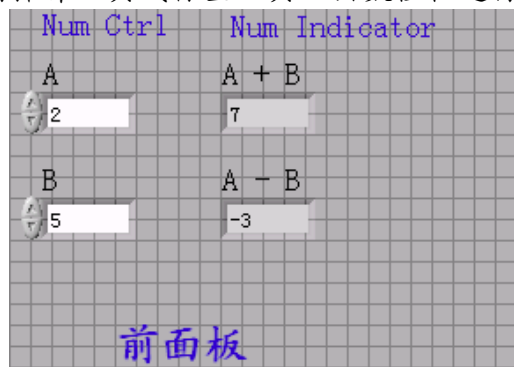 Num Ctrl Num Indicator
A A + B
2 7
B A - B
5 -3
前面板